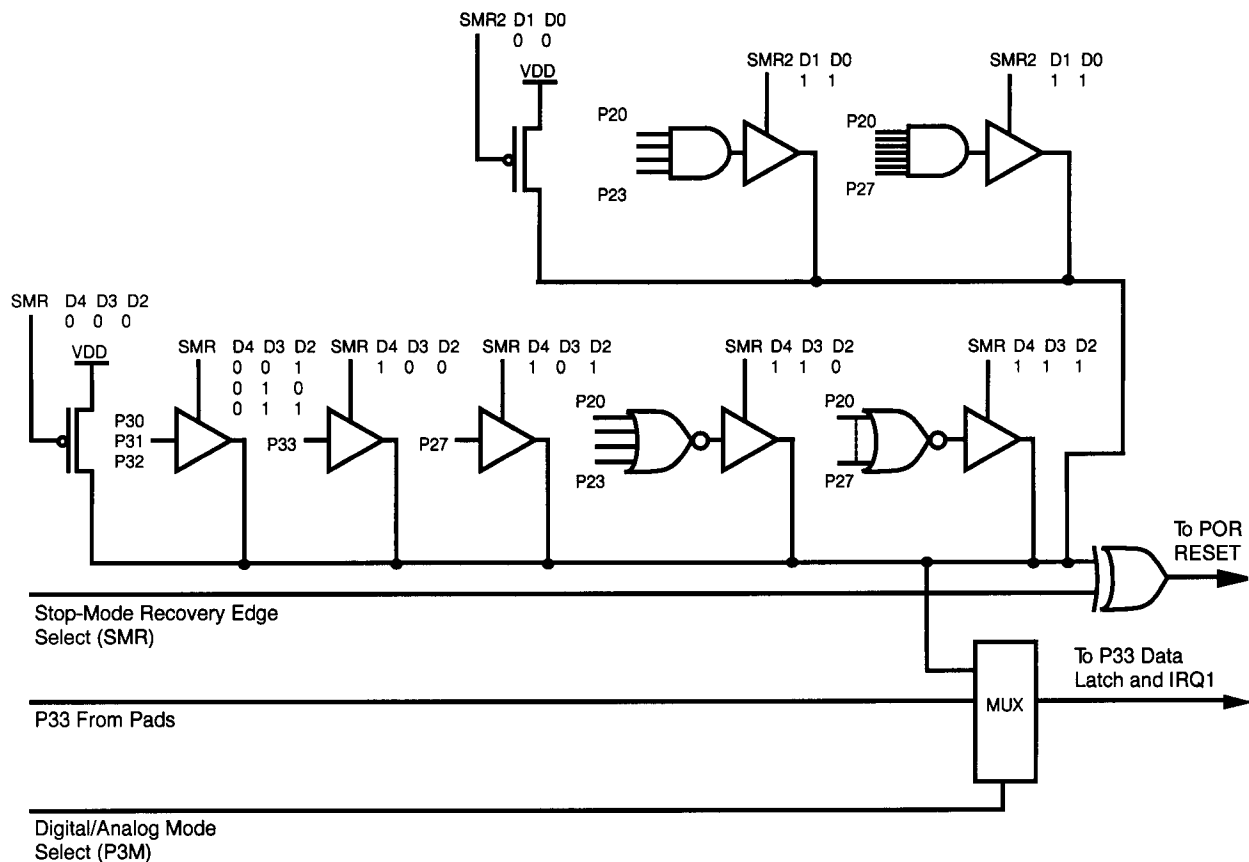 SMR2 D1 D0
0 0
VDD
SMR2 D1 D0
1 1
SMR2 D1 D0
1 1
P20
P23
P20
P27
SMR D4 D3 D2
0 0 0
VDD
SMR D4 D3 D2
0 0 1
0 1 0
0 1 1
SMR D4 D3 D2
1 0 0
SMR D4 D3 D2
1 0 1
SMR D4 D3 D2
1 1 0
SMR D4 D3 D2
1 1 1
P30
P31
P32
P33
P27
P20
P23
P20
P27
To POR
RESET
Stop-Mode Recovery Edge
Select (SMR)
To P33 Data
Latch and IRQ1
MUX
P33 From Pads
Digital/Analog Mode
Select (P3M)